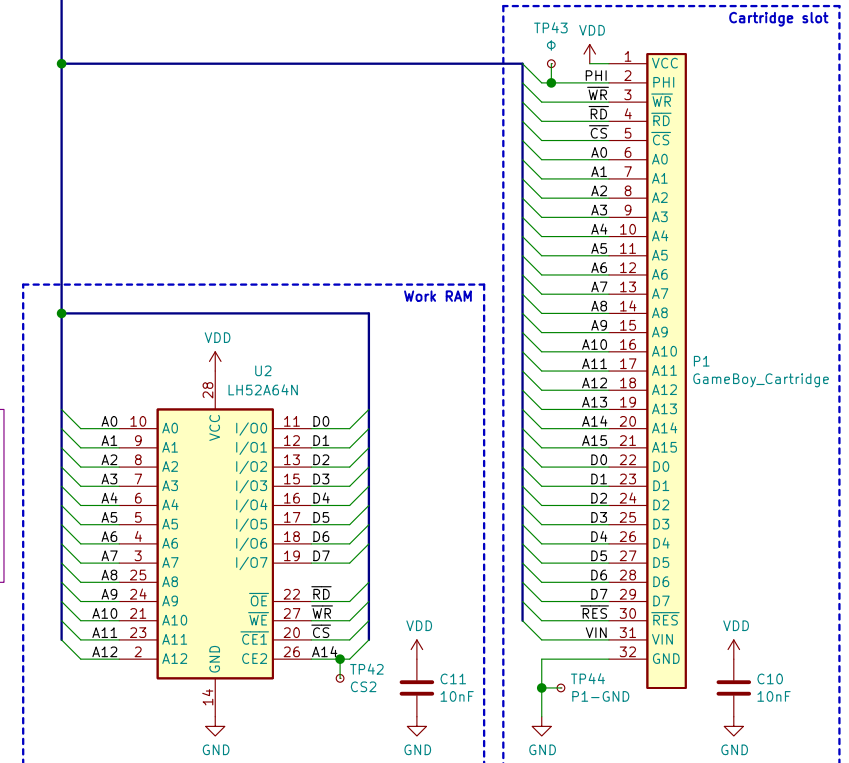 Cartridge slot
TP43
Φ
VDD
1 VCC
PHI 2 PHI
WR 3 WR
RD 4 RD
CS 5 CS
A0 6 A0
A1 7 A1
A2 8 A2
A3 9 A3
A4 10 A4
A5 11 A5
A6 12 A6
A7 13 A7
A8 14 A8
A9 15 A9
A10 16 A10
A11 17 A11
A12 18 A12
A13 19 A13
A14 20 A14
A15 21 A15
D0 22 D0
D1 23 D1
D2 24 D2
D3 25 D3
D4 26 D4
D5 27 D5
D6 28 D6
D7 29 D7
RES 30 RES
VIN 31 VIN
32 GND
P1
GameBoy_Cartridge
TP44
P1-GND
GND
VDD
C10
10nF
GND
Work RAM
VDD
U2
LH52A64N
28
VCC
A0 10 A0 I/O0 11 D0
A1 9 A1 I/O1 12 D1
A2 8 A2 I/O2 13 D2
A3 7 A3 I/O3 15 D3
A4 6 A4 I/O4 16 D4
A5 5 A5 I/O5 17 D5
A6 4 A6 I/O6 18 D6
A7 3 A7 I/O7 19 D7
A8 25 A8
A9 24 A9 OE 22 RD
A10 21 A10 WE 27 WR
A11 23 A11 CE1 20 CS
A12 2 A12 CE2 26 A14
GND
14
GND
TP42
CS2
VDD
C11
10nF
GND